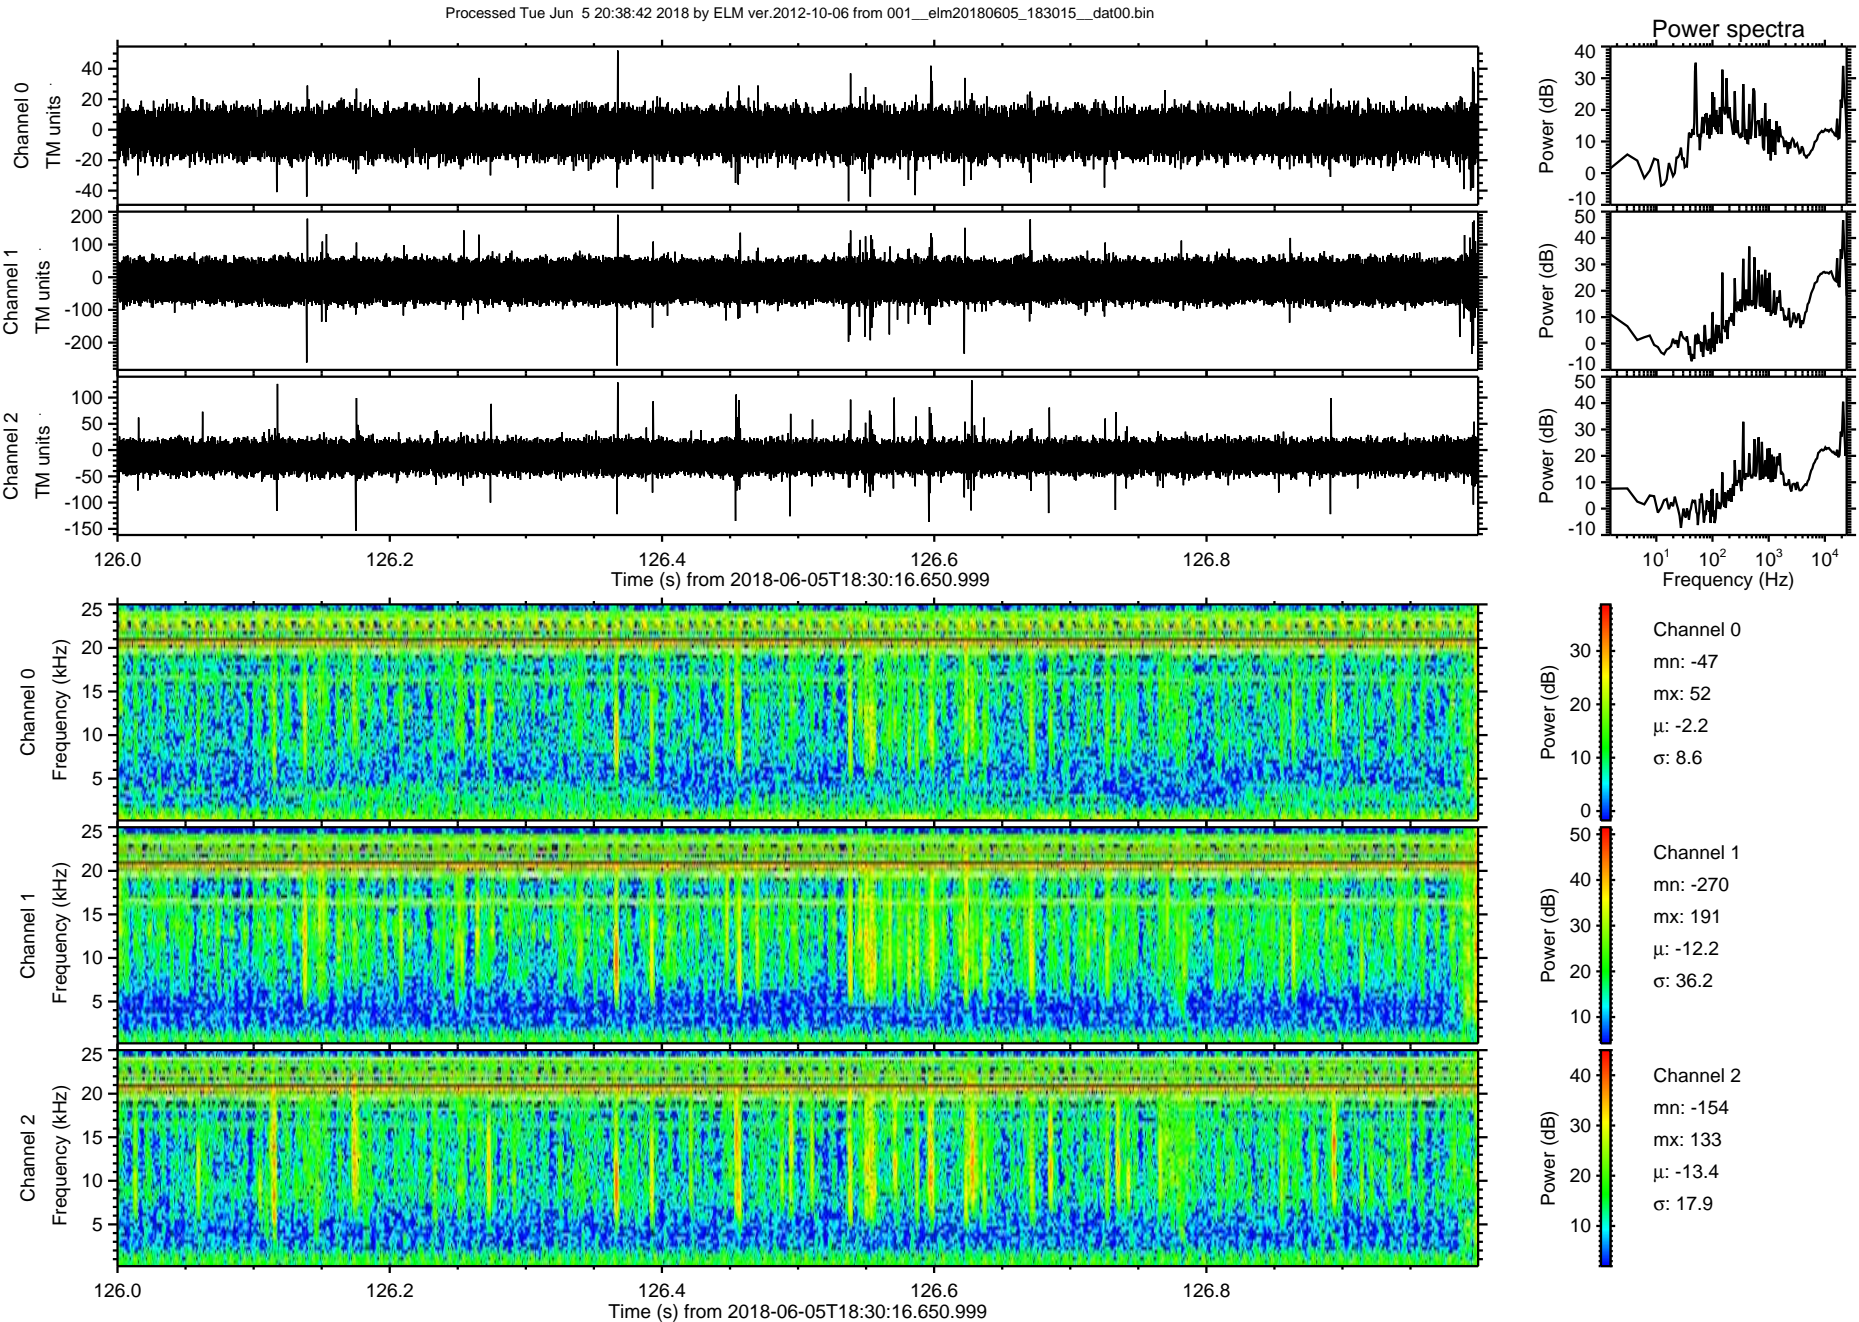 Processed Tue Jun  5 20:38:42 2018 by ELM ver.2012-10-06 from 001__elm20180605_183015__dat00.bin
Power spectra
Channel 0
TM units
40
20
0
-20
-40
Power (dB)
40
30
20
10
0
-10
Channel 1
TM units
200
100
0
-100
-200
Power (dB)
50
40
30
20
10
0
-10
Channel 2
TM units
100
50
0
-50
-100
-150
Power (dB)
50
40
30
20
10
0
-10
126.0 126.2 126.4 126.6 126.8
Time (s) from 2018-06-05T18:30:16.650.999
10¹ 10² 10³ 10⁴
Frequency (Hz)
Channel 0
Frequency (kHz)
25
20
15
10
5
Power (dB)
30
20
10
0
Channel 0
mn: -47
mx: 52
μ: -2.2
σ: 8.6
Channel 1
Frequency (kHz)
25
20
15
10
5
Power (dB)
50
40
30
20
10
Channel 1
mn: -270
mx: 191
μ: -12.2
σ: 36.2
Channel 2
Frequency (kHz)
25
20
15
10
5
Power (dB)
40
30
20
10
Channel 2
mn: -154
mx: 133
μ: -13.4
σ: 17.9
126.0 126.2 126.4 126.6 126.8
Time (s) from 2018-06-05T18:30:16.650.999